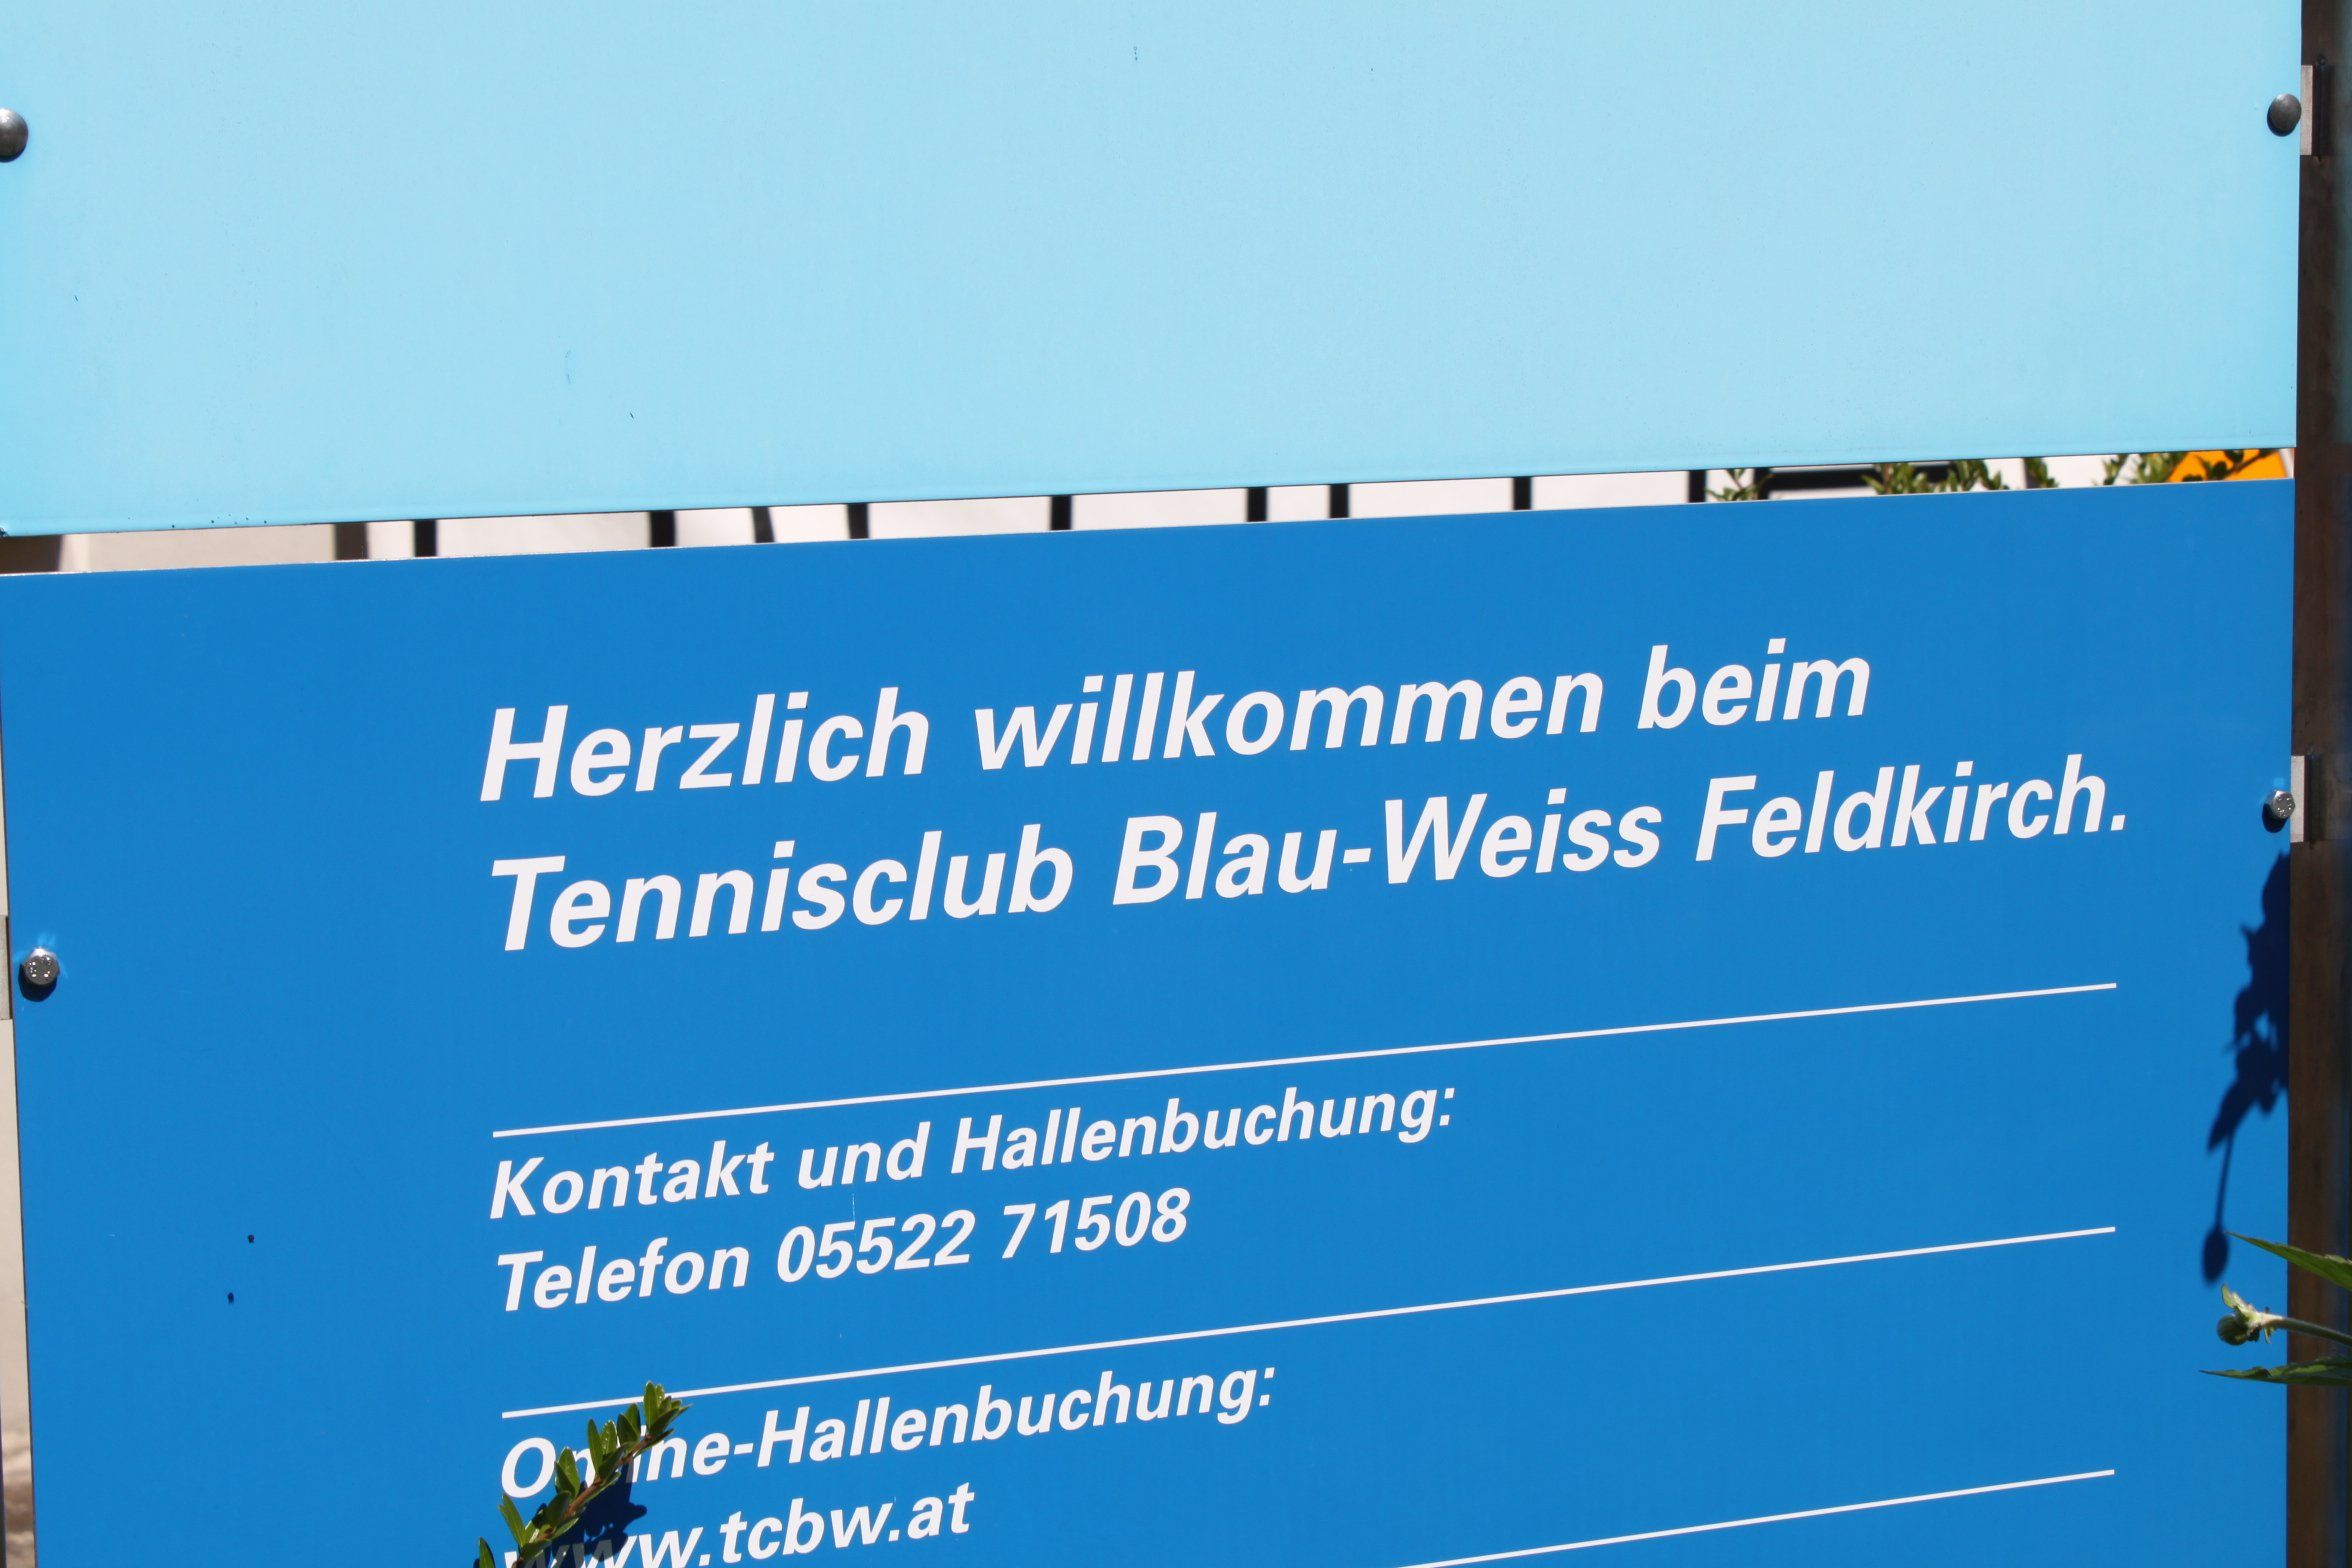 Herzlich willkommen beim
Tennisclub Blau-Weiss Feldkirch.
Kontakt und Hallenbuchung:
Telefon 05522 71508
Online-Hallenbuchung:
www.tcbw.at